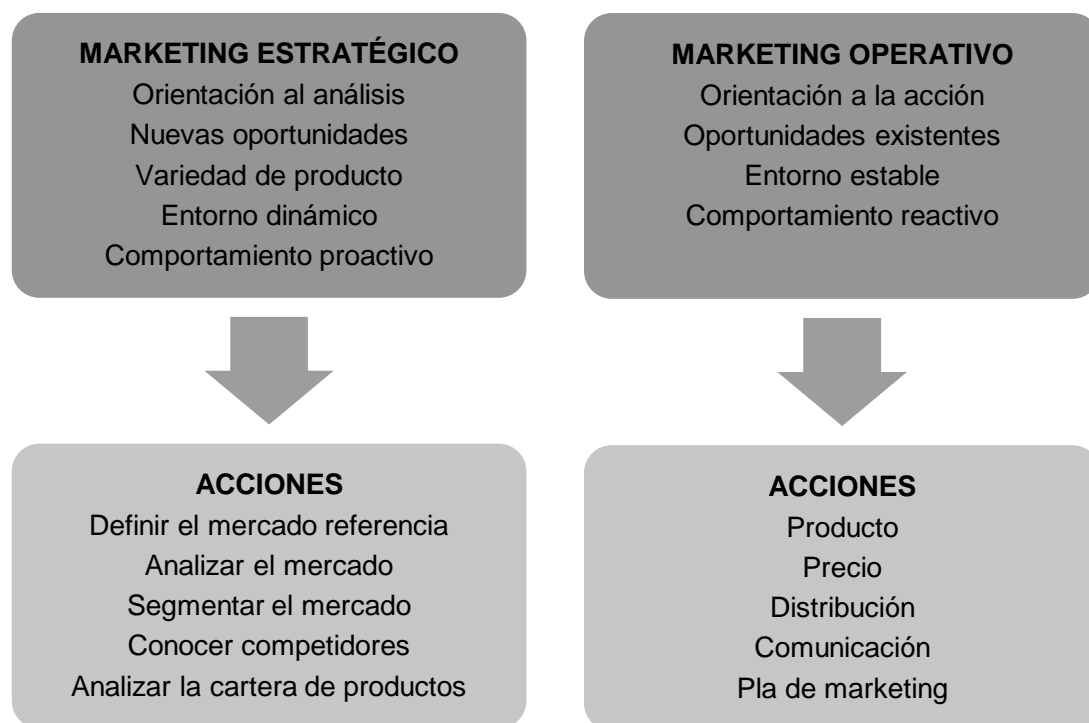 MARKETING ESTRATÉGICO
Orientación al análisis
Nuevas oportunidades
Variedad de producto
Entorno dinámico
Comportamiento proactivo
MARKETING OPERATIVO
Orientación a la acción
Oportunidades existentes
Entorno estable
Comportamiento reactivo
ACCIONES
Definir el mercado referencia
Analizar el mercado
Segmentar el mercado
Conocer competidores
Analizar la cartera de productos
ACCIONES
Producto
Precio
Distribución
Comunicación
Pla de marketing